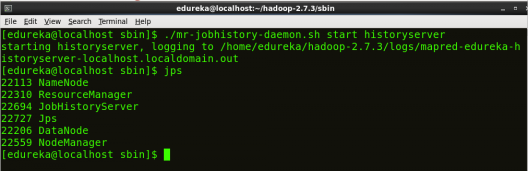 edureka@localhost:~/hadoop-2.7.3/sbin
File Edit View Search Terminal Help
[edureka@localhost sbin]$ ./mr-jobhistory-daemon.sh start historyserver
starting historyserver, logging to /home/edureka/hadoop-2.7.3/logs/mapred-edureka-h
istoryserver-localhost.localdomain.out
[edureka@localhost sbin]$ jps
22113 NameNode
22310 ResourceManager
22694 JobHistoryServer
22727 Jps
22206 DataNode
22559 NodeManager
[edureka@localhost sbin]$